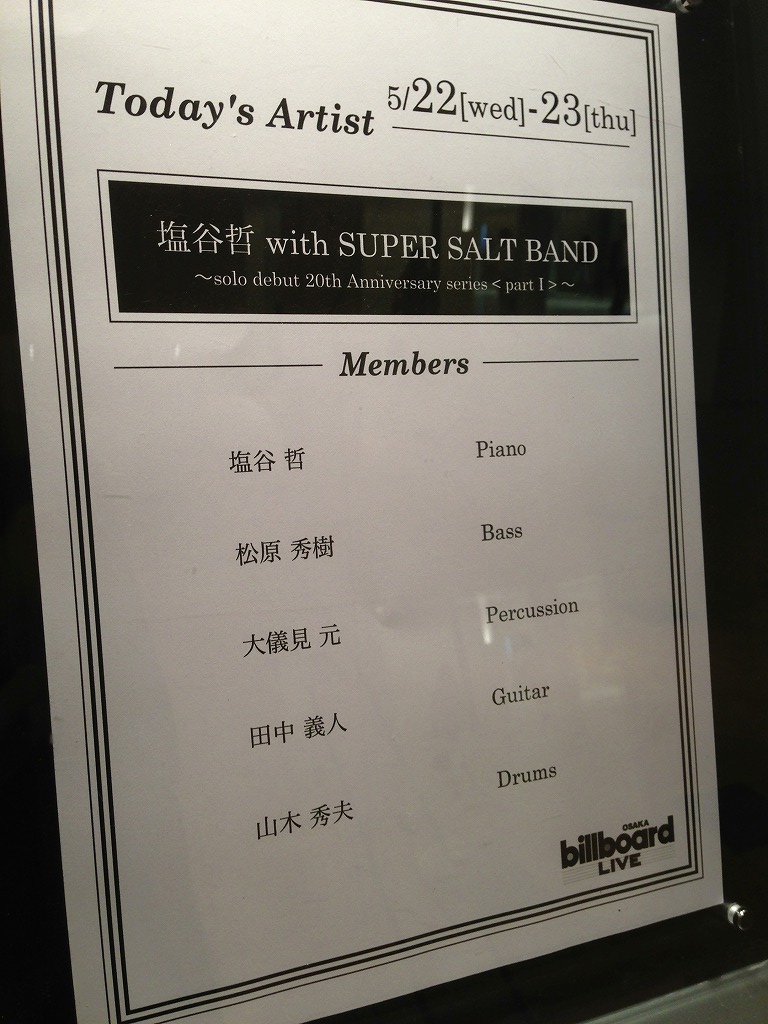 Today's Artist 5/22[wed]-23[thu]
塩谷哲 with SUPER SALT BAND
～solo debut 20th Anniversary series < part I > ～
Members
塩谷 哲 Piano
松原 秀樹 Bass
大儀見 元 Percussion
田中 義人 Guitar
山木 秀夫 Drums
OSAKA
billboard
LIVE